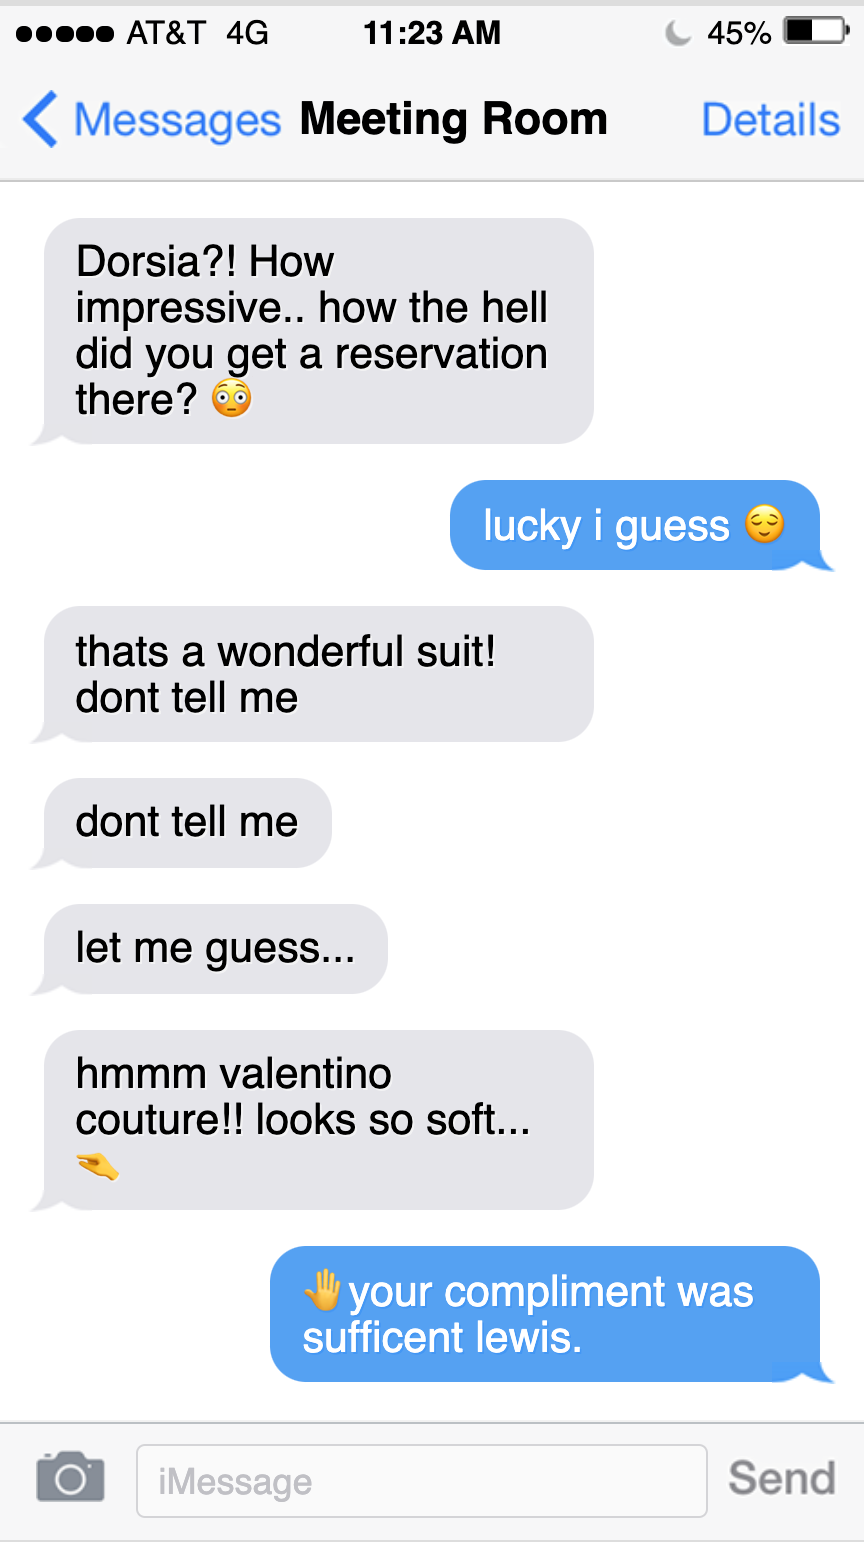 AT&T 4G 11:23 AM 45%
Messages Meeting Room Details
Dorsia?! How
impressive.. how the hell
did you get a reservation
there? 😳
lucky i guess 😌
thats a wonderful suit!
dont tell me
dont tell me
let me guess...
hmmm valentino
couture!! looks so soft...
🫳
🤚your compliment was
sufficent lewis.
iMessage Send